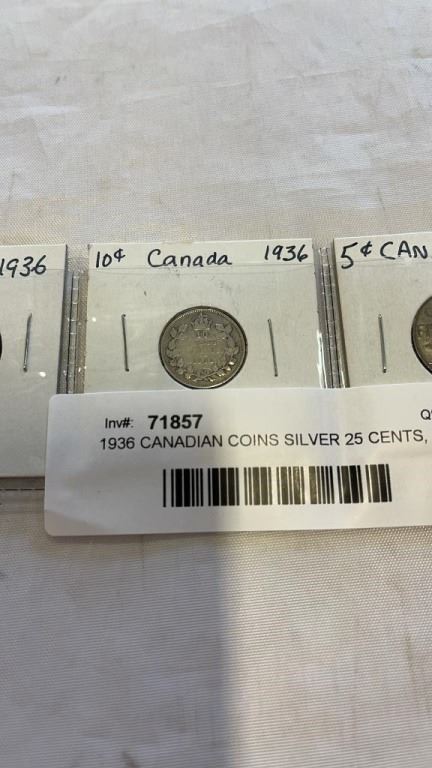 1936
10¢ Canada 1936
5¢ CAN
Inv#: 71857
1936 CANADIAN COINS SILVER 25 CENTS,